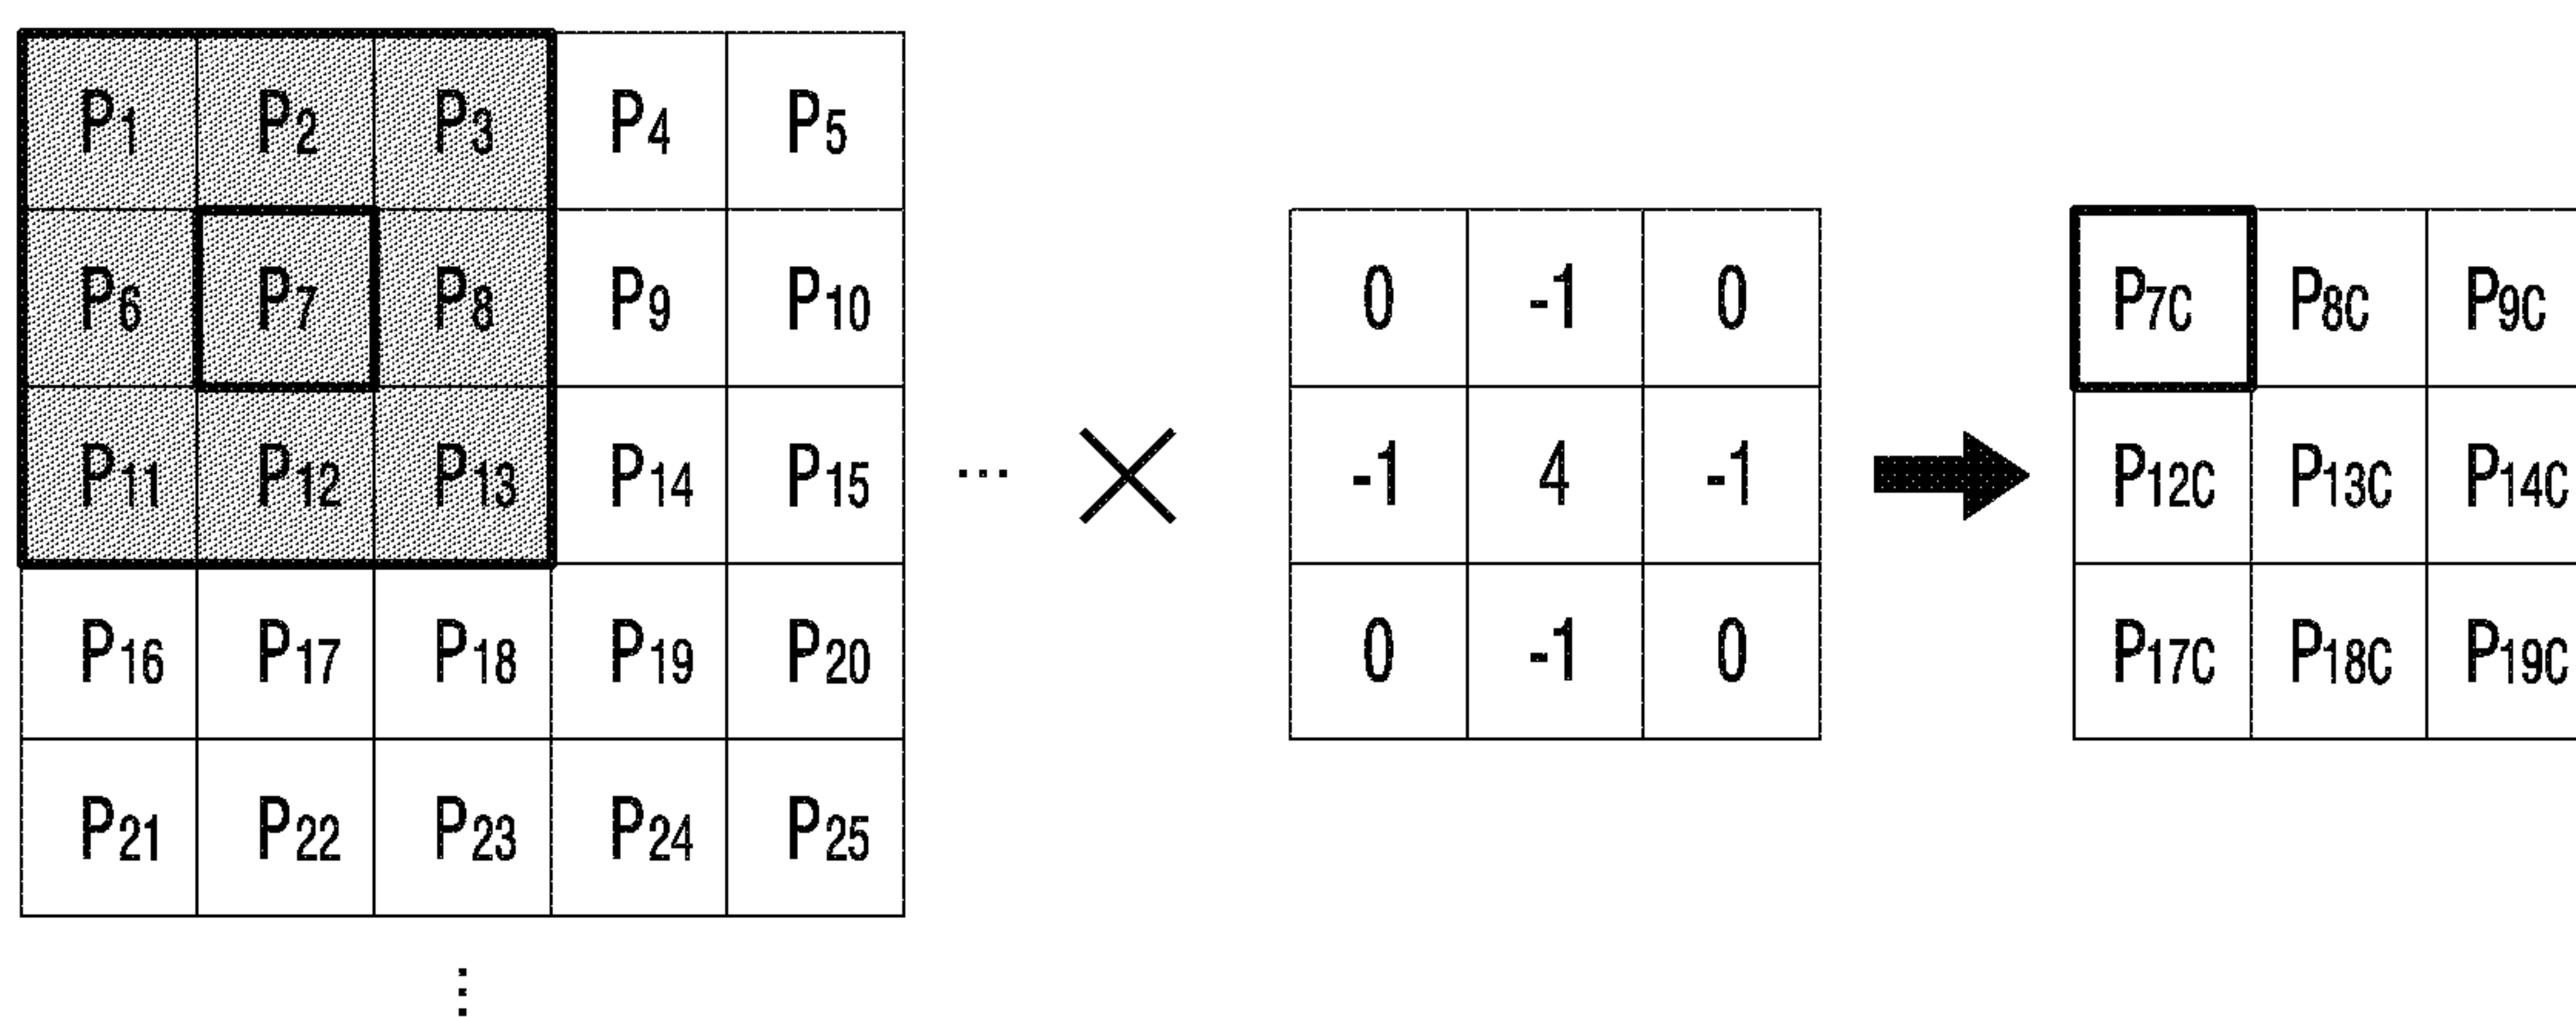 P1 P2 P3 P4 P5
P6 P7 P8 P9 P10
P11 P12 P13 P14 P15
P16 P17 P18 P19 P20
P21 P22 P23 P24 P25
...
⋮
×
0 -1 0
-1 4 -1
0 -1 0
P7C P8C P9C
P12C P13C P14C
P17C P18C P19C